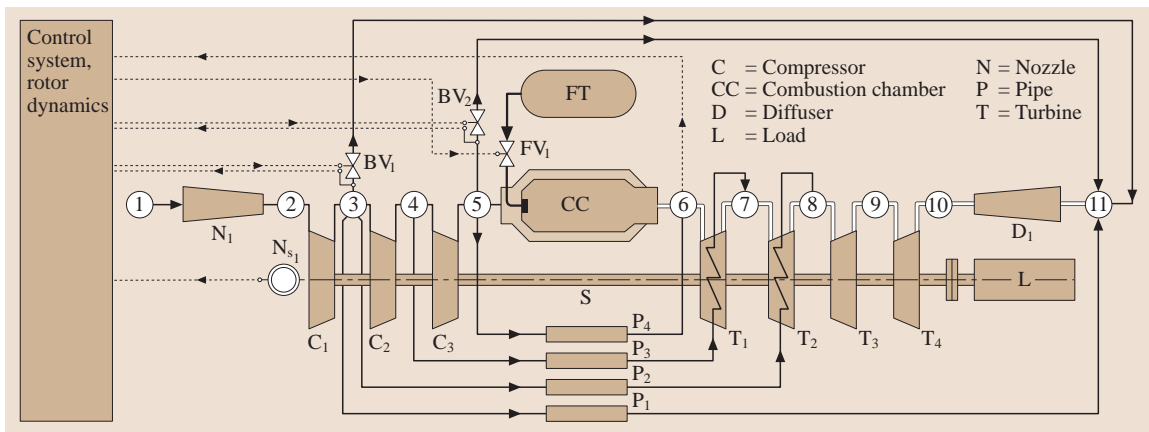 Control
system,
rotor
dynamics
BV₂
FT
FV₁
BV₁
C = Compressor
CC = Combustion chamber
D = Diffuser
L = Load
N = Nozzle
P = Pipe
T = Turbine
1
2
3
4
5
CC
6
7
8
9
10
11
N₁
D₁
Nₛ₁
S
L
C₁
C₂
C₃
T₁
T₂
T₃
T₄
P₄
P₃
P₂
P₁